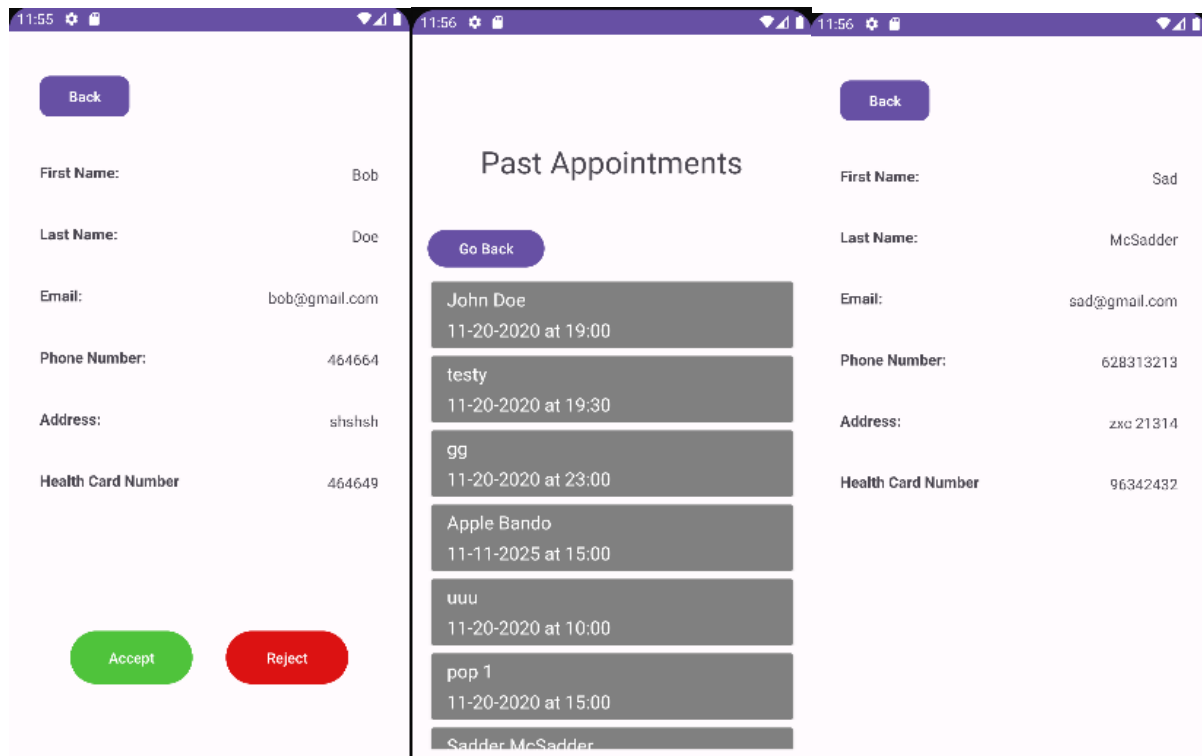 11:55
Back
First Name: Bob
Last Name: Doe
Email: bob@gmail.com
Phone Number: 464664
Address: shshsh
Health Card Number 464649
Accept Reject
11:56
Past Appointments
Go Back
John Doe
11-20-2020 at 19:00
testy
11-20-2020 at 19:30
gg
11-20-2020 at 23:00
Apple Bando
11-11-2025 at 15:00
uuu
11-20-2020 at 10:00
pop 1
11-20-2020 at 15:00
Sadder McSadder
11:56
Back
First Name: Sad
Last Name: McSadder
Email: sad@gmail.com
Phone Number: 628313213
Address: zxc 21314
Health Card Number 96342432